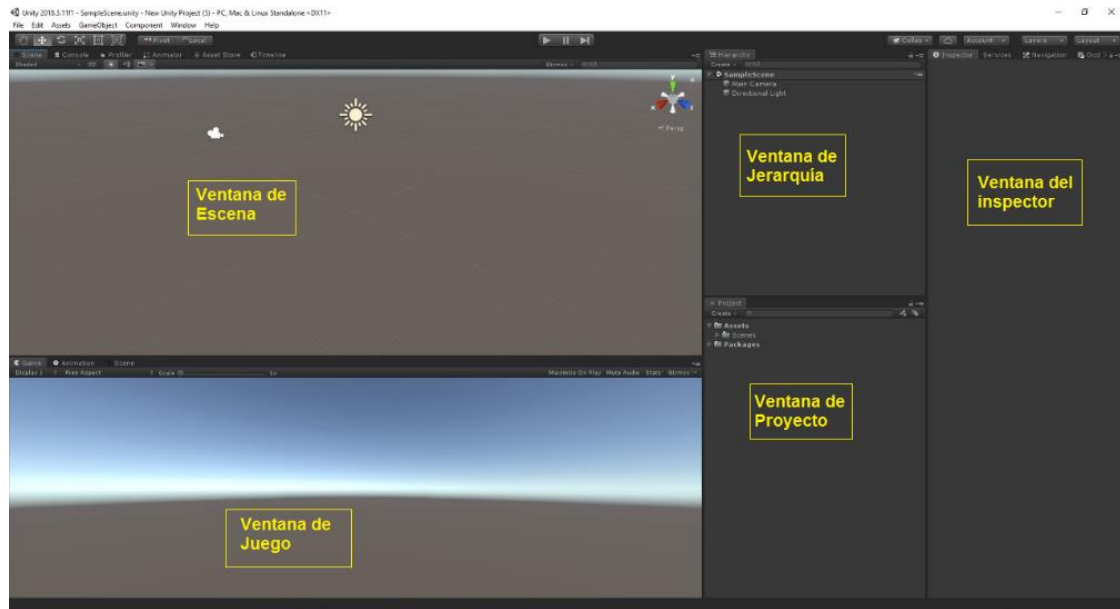 Unity 2018.3.11f1 - SampleScene.unity - New Unity Project (5) - PC, Mac & Linux Standalone <DX11>
File Edit Assets GameObject Component Window Help
Pivot Local
Collab Account Layers Layout
Scene Console Profiler Animator Asset Store Timeline
Shaded 2D Gizmos
Persp
Ventana de
Escena
Hierarchy
Create
SampleScene
Main Camera
Directional Light
Ventana de
Jerarquía
Inspector Services Navigation
Ventana del
inspector
Project
Create
Assets
Scenes
Packages
Ventana de
Proyecto
Game Animation Scene
Display 1 Free Aspect Scale 1x Maximize On Play Mute Audio Stats Gizmos
Ventana de
Juego